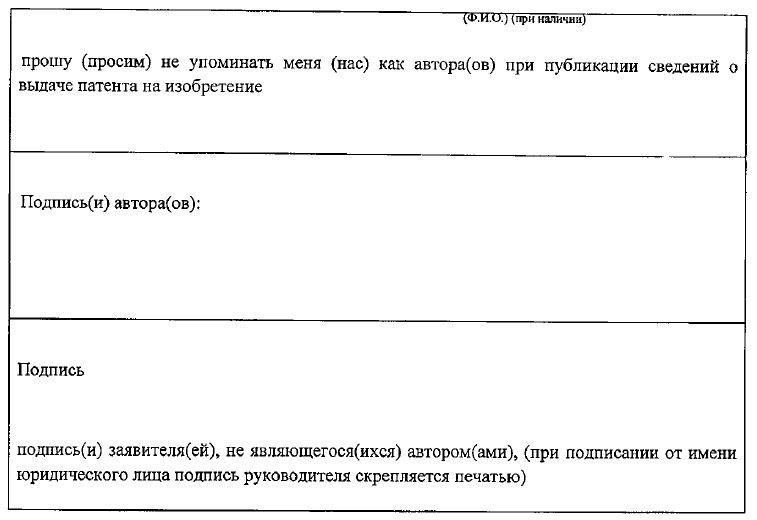 (Ф.И.О.) (при наличии)
прошу (просим) не упоминать меня (нас) как автора(ов) при публикации сведений о
выдаче патента на изобретение
Подпись(и) автора(ов):
Подпись
подпись(и) заявителя(ей), не являющегося(ихся) автором(ами), (при подписании от имени
юридического лица подпись руководителя скрепляется печатью)